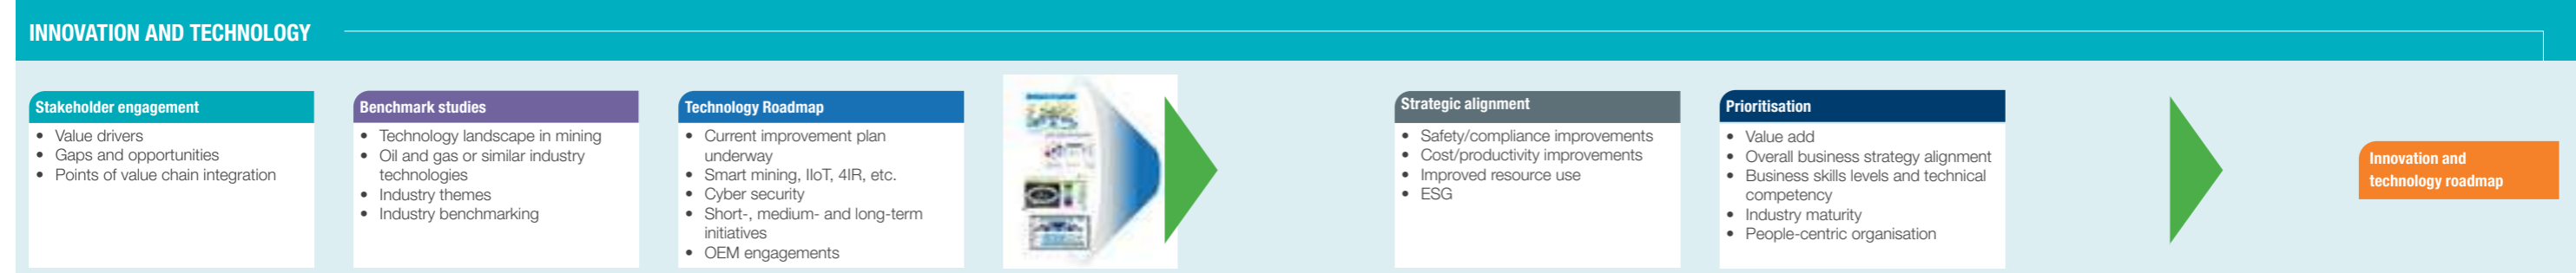 INNOVATION AND TECHNOLOGY
Stakeholder engagement
• Value drivers
• Gaps and opportunities
• Points of value chain integration
Benchmark studies
• Technology landscape in mining
• Oil and gas or similar industry
technologies
• Industry themes
• Industry benchmarking
Technology Roadmap
• Current improvement plan
underway
• Smart mining, IIoT, 4IR, etc.
• Cyber security
• Short-, medium- and long-term
initiatives
• OEM engagements
Strategic alignment
• Safety/compliance improvements
• Cost/productivity improvements
• Improved resource use
• ESG
Prioritisation
• Value add
• Overall business strategy alignment
• Business skills levels and technical
competency
• Industry maturity
• People-centric organisation
Innovation and
technology roadmap